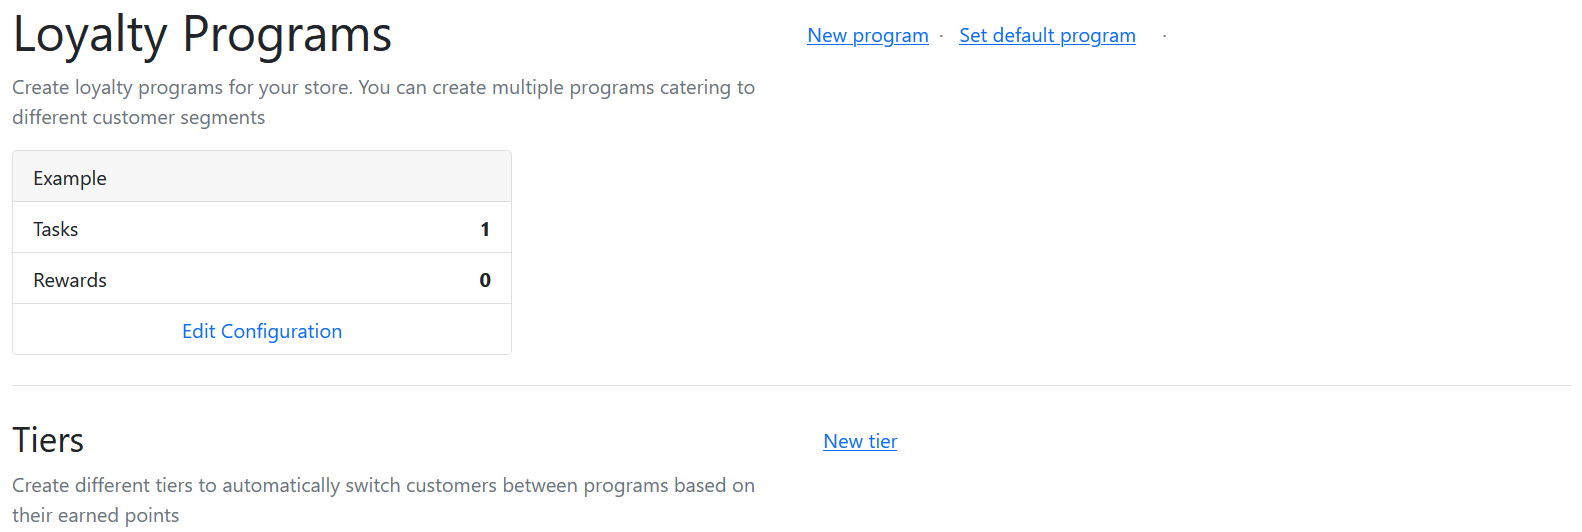 Loyalty Programs
New program · Set default program ·
Create loyalty programs for your store. You can create multiple programs catering to
different customer segments
Example
Tasks 1
Rewards 0
Edit Configuration
Tiers
New tier
Create different tiers to automatically switch customers between programs based on
their earned points